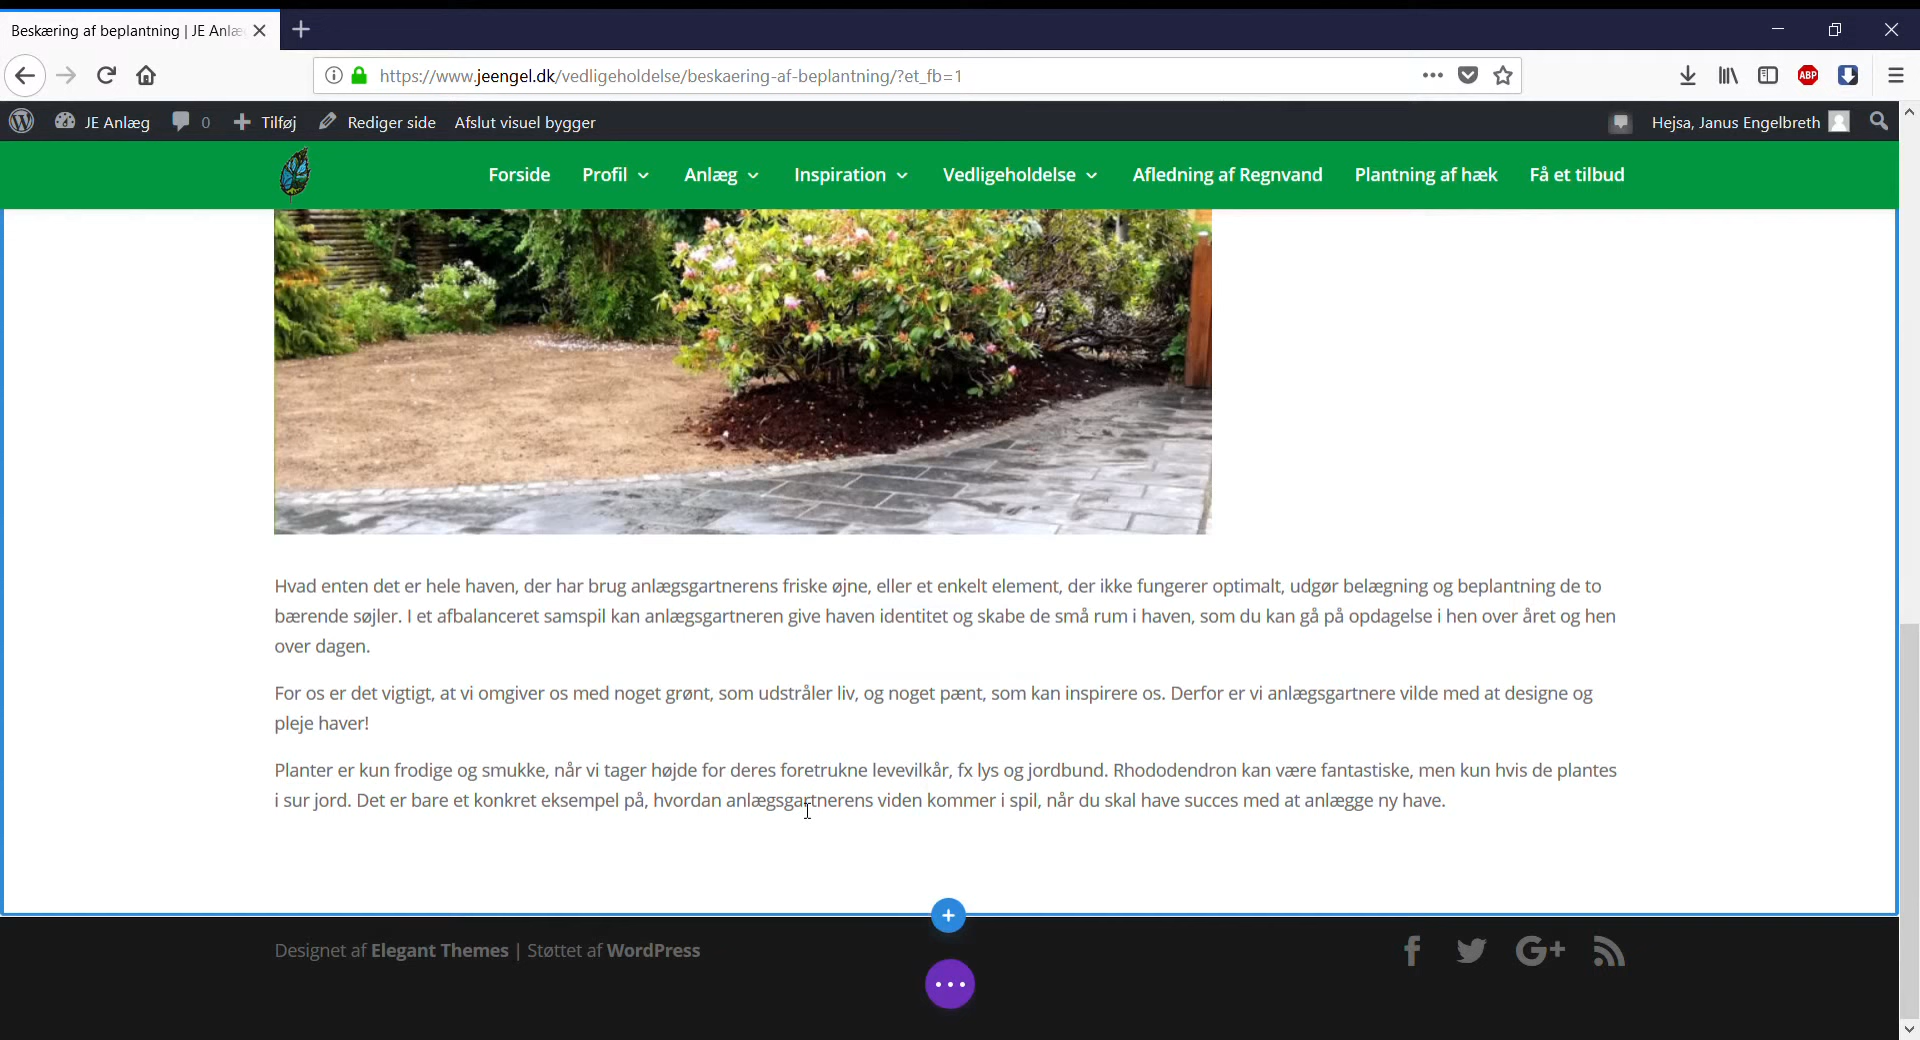 Beskæring af beplantning | JE Anlæ
https://www.jeengel.dk/vedligeholdelse/beskaering-af-beplantning/?et_fb=1
ABP
JE Anlæg 0 Tilføj Rediger side Afslut visuel bygger Hejsa, Janus Engelbreth
Forside Profil Anlæg Inspiration Vedligeholdelse Afledning af Regnvand Plantning af hæk Få et tilbud
Hvad enten det er hele haven, der har brug anlægsgartnerens friske øjne, eller et enkelt element, der ikke fungerer optimalt, udgør belægning og beplantning de to
bærende søjler. I et afbalanceret samspil kan anlægsgartneren give haven identitet og skabe de små rum i haven, som du kan gå på opdagelse i hen over året og hen
over dagen.
For os er det vigtigt, at vi omgiver os med noget grønt, som udstråler liv, og noget pænt, som kan inspirere os. Derfor er vi anlægsgartnere vilde med at designe og
pleje haver!
Planter er kun frodige og smukke, når vi tager højde for deres foretrukne levevilkår, fx lys og jordbund. Rhododendron kan være fantastiske, men kun hvis de plantes
i sur jord. Det er bare et konkret eksempel på, hvordan anlægsgartnerens viden kommer i spil, når du skal have succes med at anlægge ny have.
Designet af Elegant Themes | Støttet af WordPress